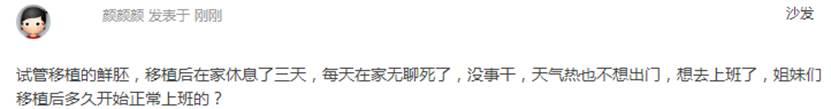 颜颜颜 发表于 刚刚
沙发
试管移植的鲜胚，移植后在家休息了三天，每天在家无聊死了，没事干，天气热也不想出门，想去上班了，姐妹们
移植后多久开始正常上班的？